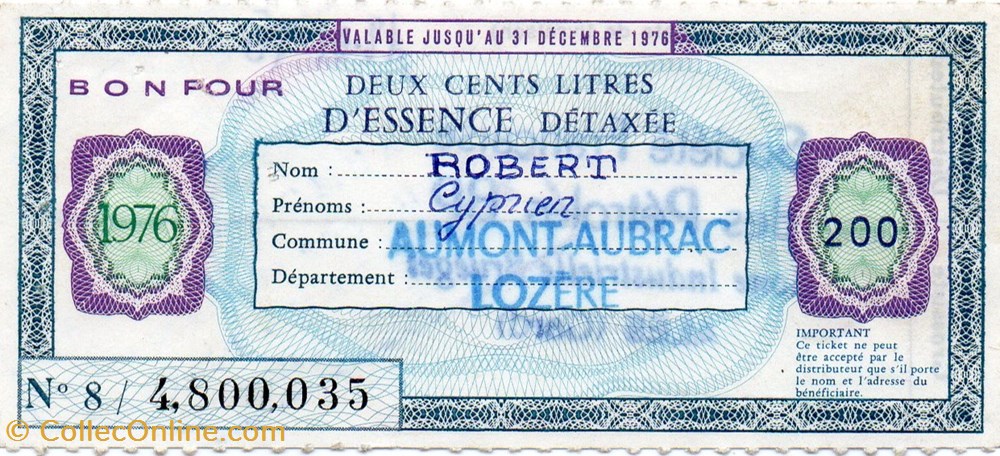 VALABLE JUSQU'AU 31 DÉCEMBRE 1976
BON POUR
DEUX CENTS LITRES
D'ESSENCE DÉTAXÉE
Nom : ROBERT
Prénoms : Cyprien
Commune : AUMONT-AUBRAC
Département : LOZÈRE
1976
200
IMPORTANT
Ce ticket ne peut
être accepté par le
distributeur que s'il porte
le nom et l'adresse du
bénéficiaire.
N° 8 / 4,800,035
© CollecOnline.com